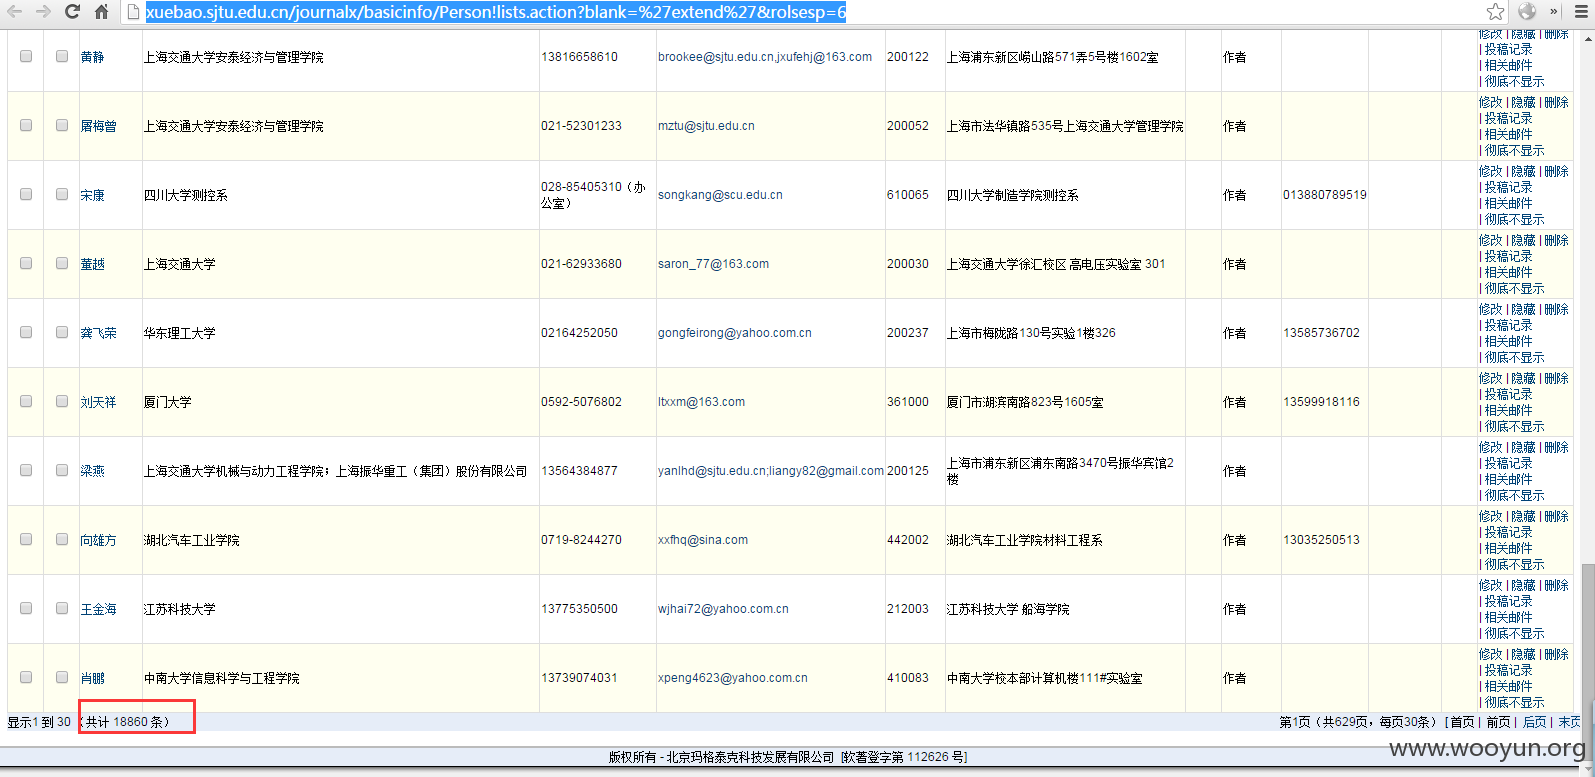 xuebao.sjtu.edu.cn/journalx/basicinfo/Person!lists.action?blank=%27extend%27&rolsesp=6
修改 | 隐藏 | 删除
黄静 上海交通大学安泰经济与管理学院 13816658610 brookee@sjtu.edu.cn,jxufehj@163.com 200122 上海浦东新区崂山路571弄5号楼1602室 作者
| 投稿记录
| 相关邮件
| 彻底不显示
修改 | 隐藏 | 删除
屠梅曾 上海交通大学安泰经济与管理学院 021-52301233 mztu@sjtu.edu.cn 200052 上海市法华镇路535号上海交通大学管理学院 作者
| 投稿记录
| 相关邮件
| 彻底不显示
修改 | 隐藏 | 删除
宋康 四川大学测控系 028-85405310（办
公室） songkang@scu.edu.cn 610065 四川大学制造学院测控系 作者 013880789519
| 投稿记录
| 相关邮件
| 彻底不显示
修改 | 隐藏 | 删除
董越 上海交通大学 021-62933680 saron_77@163.com 200030 上海交通大学徐汇校区 高电压实验室 301 作者
| 投稿记录
| 相关邮件
| 彻底不显示
修改 | 隐藏 | 删除
龚飞荣 华东理工大学 02164252050 gongfeirong@yahoo.com.cn 200237 上海市梅陇路130号实验1楼326 作者 13585736702
| 投稿记录
| 相关邮件
| 彻底不显示
修改 | 隐藏 | 删除
刘天祥 厦门大学 0592-5076802 ltxxm@163.com 361000 厦门市湖滨南路823号1605室 作者 13599918116
| 投稿记录
| 相关邮件
| 彻底不显示
修改 | 隐藏 | 删除
梁燕 上海交通大学机械与动力工程学院；上海振华重工（集团）股份有限公司 13564384877 yanlhd@sjtu.edu.cn;liangy82@gmail.com 200125 上海市浦东新区浦东南路3470号振华宾馆2
楼 作者
| 投稿记录
| 相关邮件
| 彻底不显示
修改 | 隐藏 | 删除
向雄方 湖北汽车工业学院 0719-8244270 xxfhq@sina.com 442002 湖北汽车工业学院材料工程系 作者 13035250513
| 投稿记录
| 相关邮件
| 彻底不显示
修改 | 隐藏 | 删除
王金海 江苏科技大学 13775350500 wjhai72@yahoo.com.cn 212003 江苏科技大学 船海学院 作者
| 投稿记录
| 相关邮件
| 彻底不显示
修改 | 隐藏 | 删除
肖鹏 中南大学信息科学与工程学院 13739074031 xpeng4623@yahoo.com.cn 410083 中南大学校本部计算机楼111#实验室 作者
| 投稿记录
| 相关邮件
| 彻底不显示
显示1 到 30 （共计 18860 条） 第1页（共629页，每页30条） [首页 | 前页 | 后页 | 末页
版权所有 - 北京玛格泰克科技发展有限公司 [软著登字第 112626 号]
www.wooyun.org